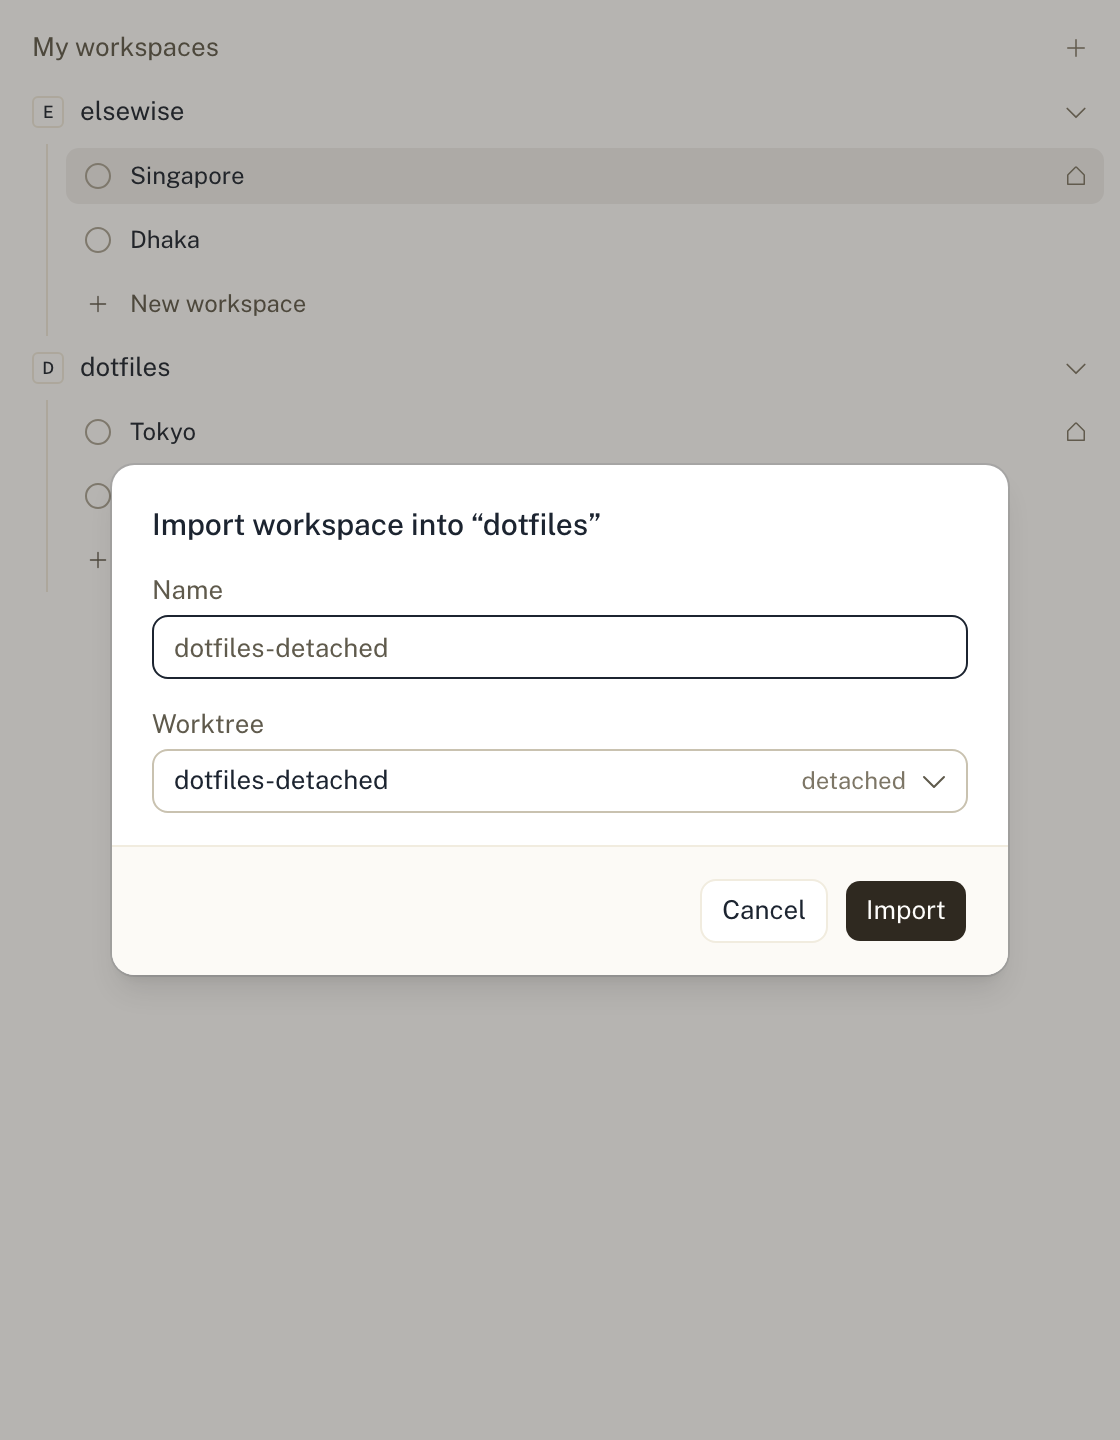 My workspaces
E elsewise
Singapore
Dhaka
New workspace
D dotfiles
Tokyo
Import workspace into “dotfiles”
Name
dotfiles-detached
Worktree
dotfiles-detached detached
Cancel Import